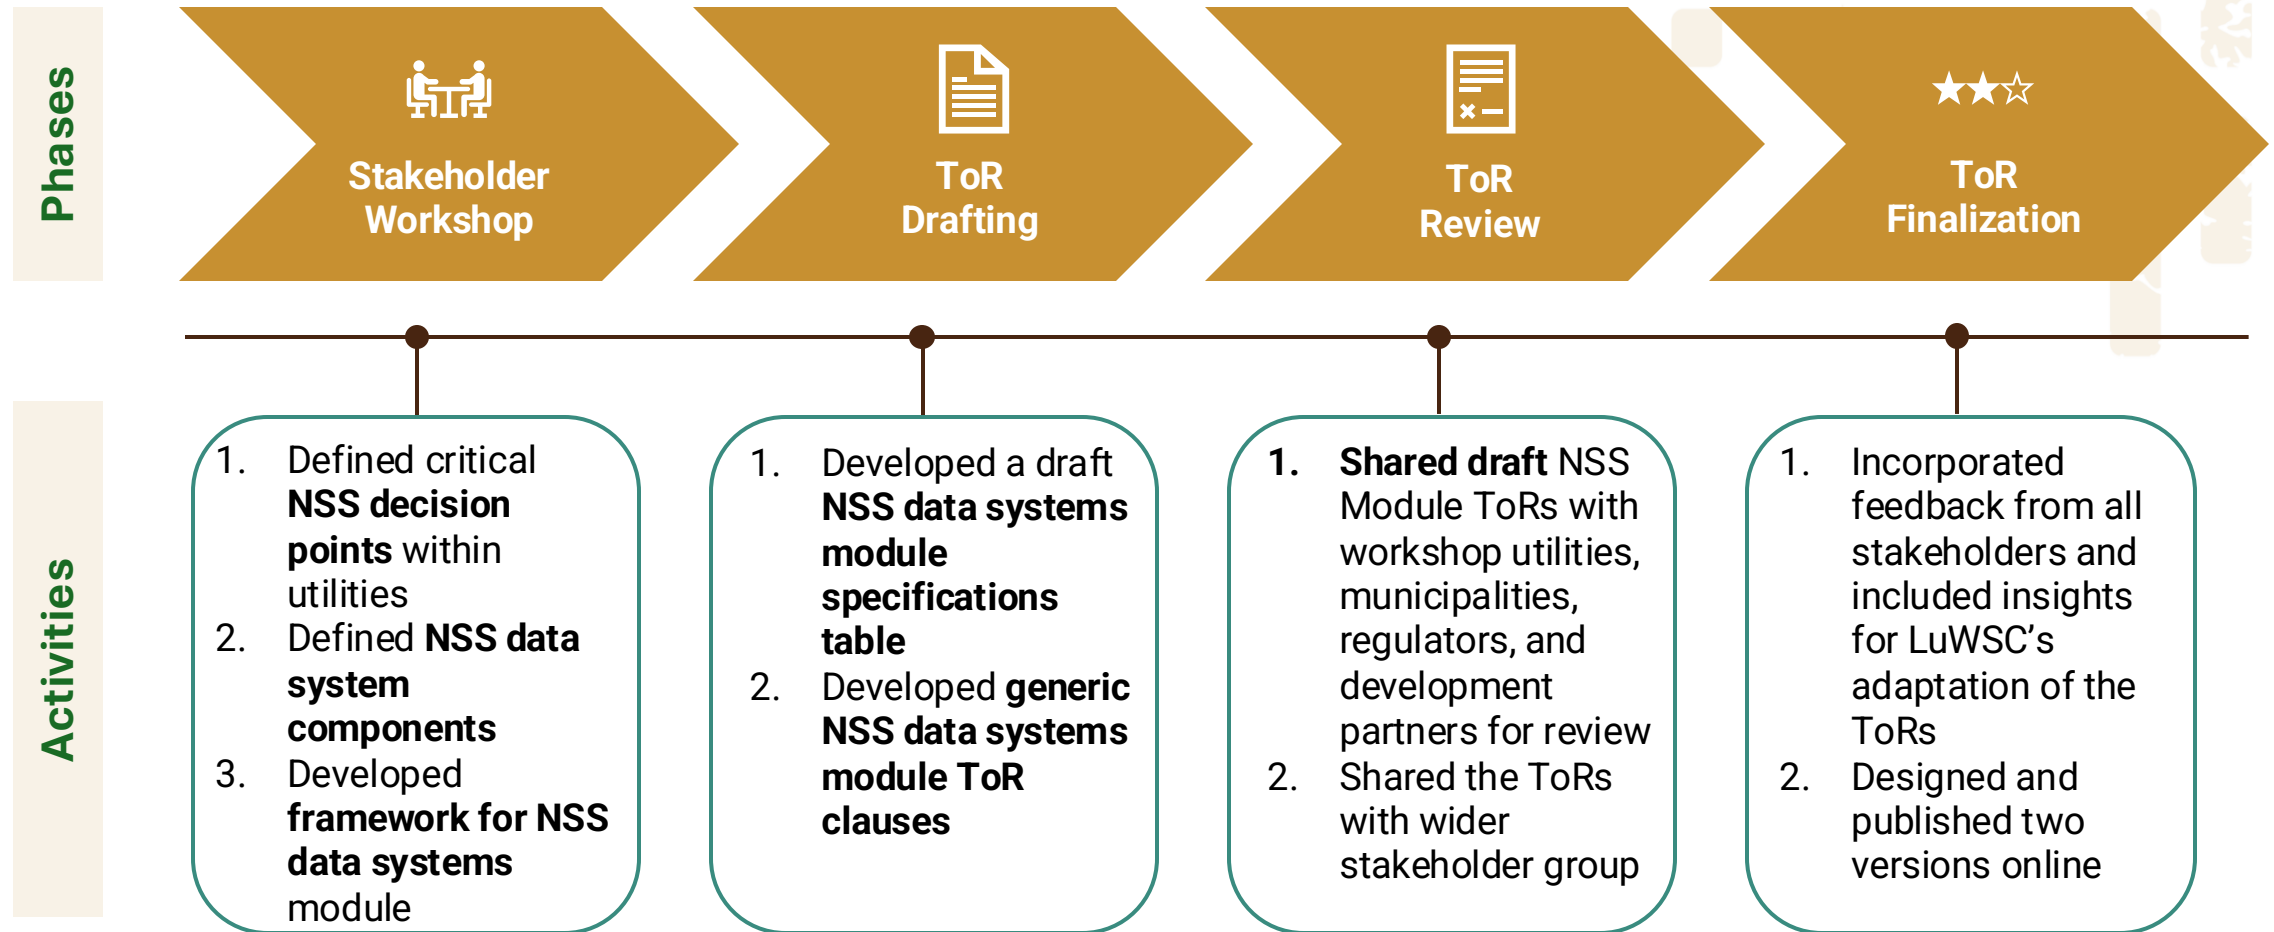 Phases
Stakeholder
Workshop
ToR
Drafting
ToR
Review
ToR
Finalization
Activities
1. Defined critical
NSS decision
points within
utilities
2. Defined NSS data
system
components
3. Developed
framework for NSS
data systems
module
1. Developed a draft
NSS data systems
module
specifications
table
2. Developed generic
NSS data systems
module ToR
clauses
1. Shared draft NSS
Module ToRs with
workshop utilities,
municipalities,
regulators, and
development
partners for review
2. Shared the ToRs
with wider
stakeholder group
1. Incorporated
feedback from all
stakeholders and
included insights
for LuWSC’s
adaptation of the
ToRs
2. Designed and
published two
versions online